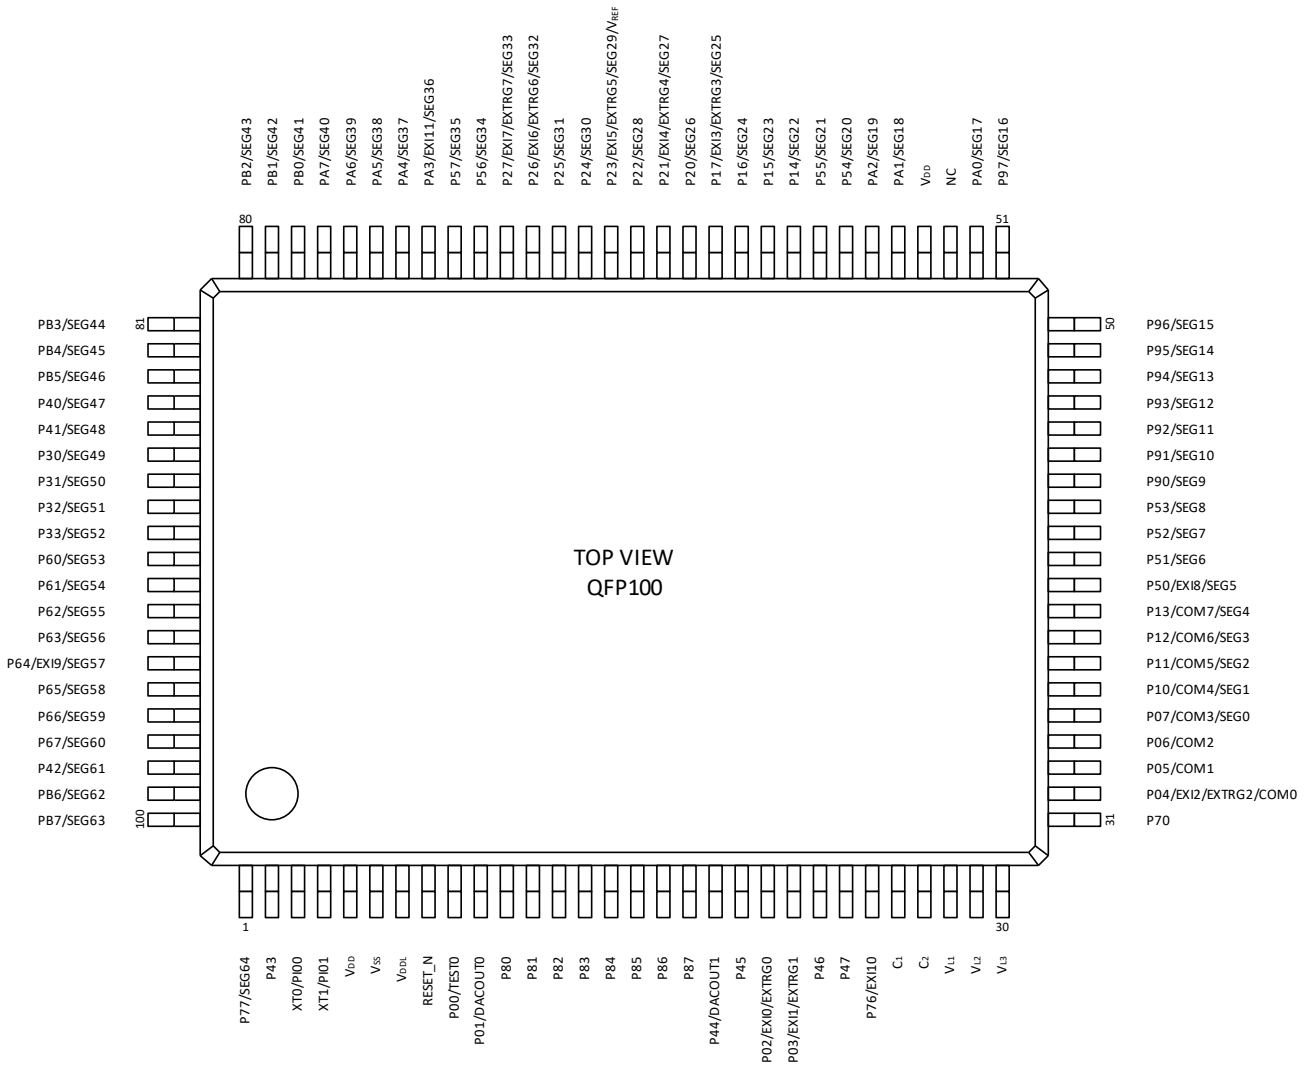 PB2/SEG43
PB1/SEG42
PB0/SEG41
PA7/SEG40
PA6/SEG39
PA5/SEG38
PA4/SEG37
PA3/EXI11/SEG36
P57/SEG35
P56/SEG34
P27/EXI7/EXTRG7/SEG33
P26/EXI6/EXTRG6/SEG32
P25/SEG31
P24/SEG30
P23/EXI5/EXTRG5/SEG29/VREF
P22/SEG28
P21/EXI4/EXTRG4/SEG27
P20/SEG26
P17/EXI3/EXTRG3/SEG25
P16/SEG24
P15/SEG23
P14/SEG22
P55/SEG21
P54/SEG20
PA2/SEG19
PA1/SEG18
VDD
NC
PA0/SEG17
P97/SEG16
80
51
PB3/SEG44
81
PB4/SEG45
PB5/SEG46
P40/SEG47
P41/SEG48
P30/SEG49
P31/SEG50
P32/SEG51
P33/SEG52
P60/SEG53
P61/SEG54
P62/SEG55
P63/SEG56
P64/EXI9/SEG57
P65/SEG58
P66/SEG59
P67/SEG60
P42/SEG61
PB6/SEG62
PB7/SEG63
100
TOP VIEW
QFP100
50
P96/SEG15
P95/SEG14
P94/SEG13
P93/SEG12
P92/SEG11
P91/SEG10
P90/SEG9
P53/SEG8
P52/SEG7
P51/SEG6
P50/EXI8/SEG5
P13/COM7/SEG4
P12/COM6/SEG3
P11/COM5/SEG2
P10/COM4/SEG1
P07/COM3/SEG0
P06/COM2
P05/COM1
P04/EXI2/EXTRG2/COM0
31
P70
1
30
P77/SEG64
P43
XT0/PI00
XT1/PI01
VDD
VSS
VDDL
RESET_N
P00/TEST0
P01/DACOUT0
P80
P81
P82
P83
P84
P85
P86
P87
P44/DACOUT1
P45
P02/EXI0/EXTRG0
P03/EXI1/EXTRG1
P46
P47
P76/EXI10
C1
C2
VL1
VL2
VL3